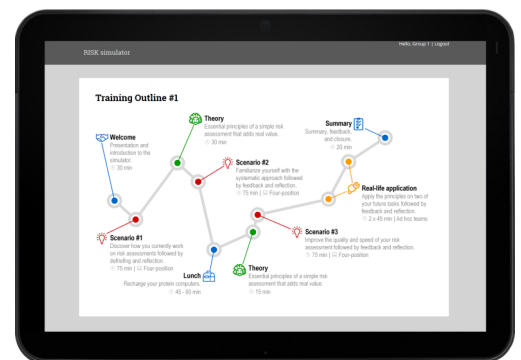 Hello, Group 1 | Logout
RISK simulator
Training Outline #1
Welcome
Presentation and
introduction to the
simulator.
30 min
Theory
Essential principles of a simple risk
assessment that adds real value.
30 min
Summary
Summary, feedback,
and closure.
20 min
Scenario #2
Familiarize yourself with the
systematic approach followed
by feedback and reflection.
75 min | Four-position
Real-life application
Apply the principles on two of
your future tasks followed by
feedback and reflection.
2 x 45 min | Ad hoc teams
Scenario #1
Discover how you currently work
on risk assessments followed by
debriefing and reflection.
75 min | Four-position
Scenario #3
Improve the quality and speed of your risk
assessment followed by feedback and reflection.
75 min | Four-position
Lunch
Recharge your protein computers.
45 - 60 min
Theory
Essential principles of a simple risk
assessment that adds real value.
15 min